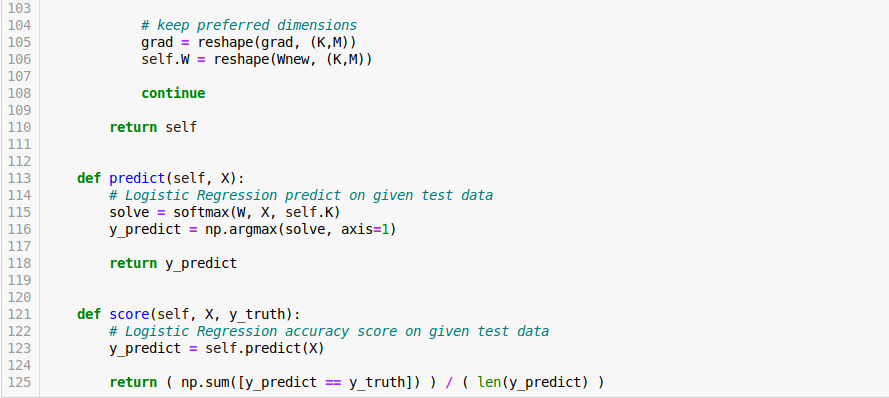 103
104             # keep preferred dimensions
105             grad = reshape(grad, (K,M))
106             self.W = reshape(Wnew, (K,M))
107
108             continue
109
110         return self
111
112
113     def predict(self, X):
114         # Logistic Regression predict on given test data
115         solve = softmax(W, X, self.K)
116         y_predict = np.argmax(solve, axis=1)
117
118         return y_predict
119
120
121     def score(self, X, y_truth):
122         # Logistic Regression accuracy score on given test data
123         y_predict = self.predict(X)
124
125         return ( np.sum([y_predict == y_truth]) ) / ( len(y_predict) )